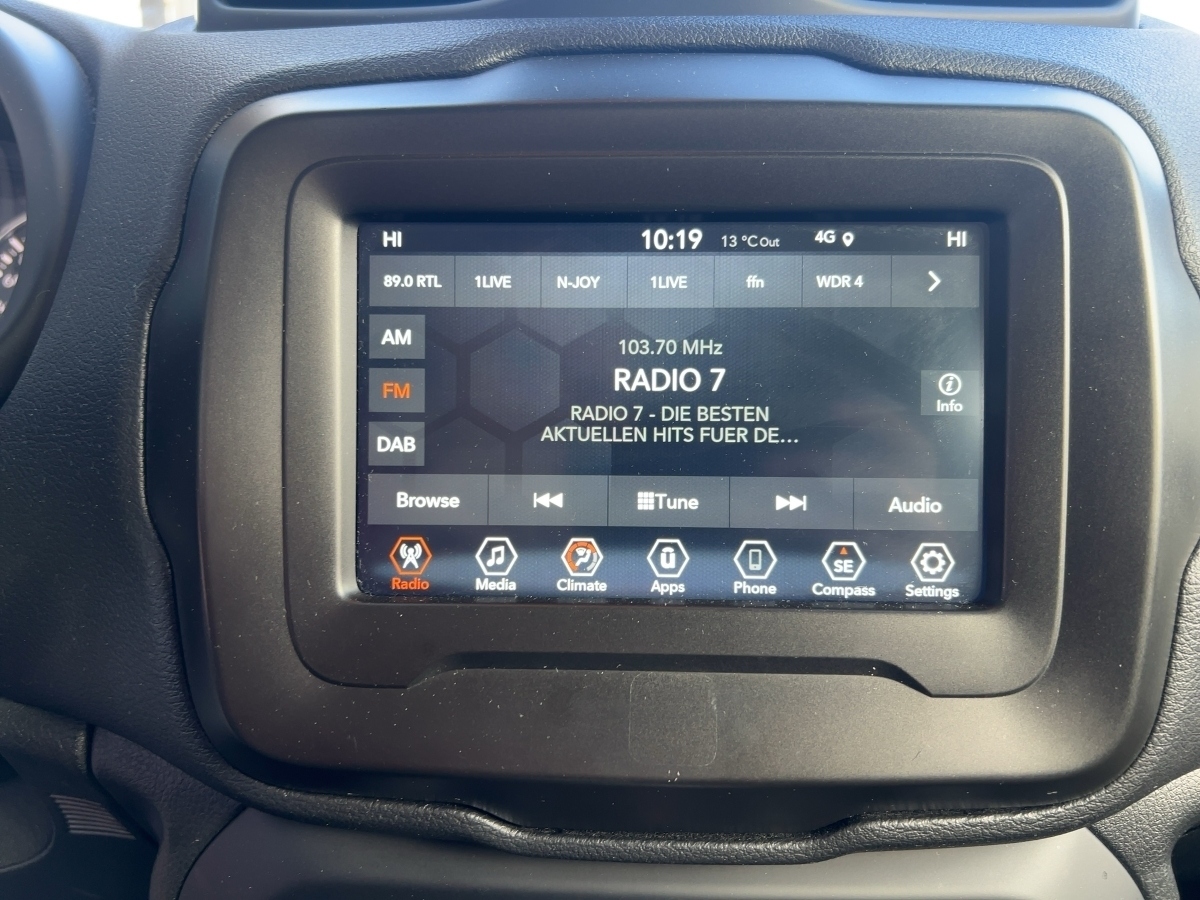 HI 10:19 13 °C Out 4G HI
89.0 RTL 1LIVE N-JOY 1LIVE ffn WDR 4
AM
FM
DAB
103.70 MHz
RADIO 7
RADIO 7 - DIE BESTEN
AKTUELLEN HITS FUER DE...
Info
Browse Tune Audio
SE
Radio Media Climate Apps Phone Compass Settings